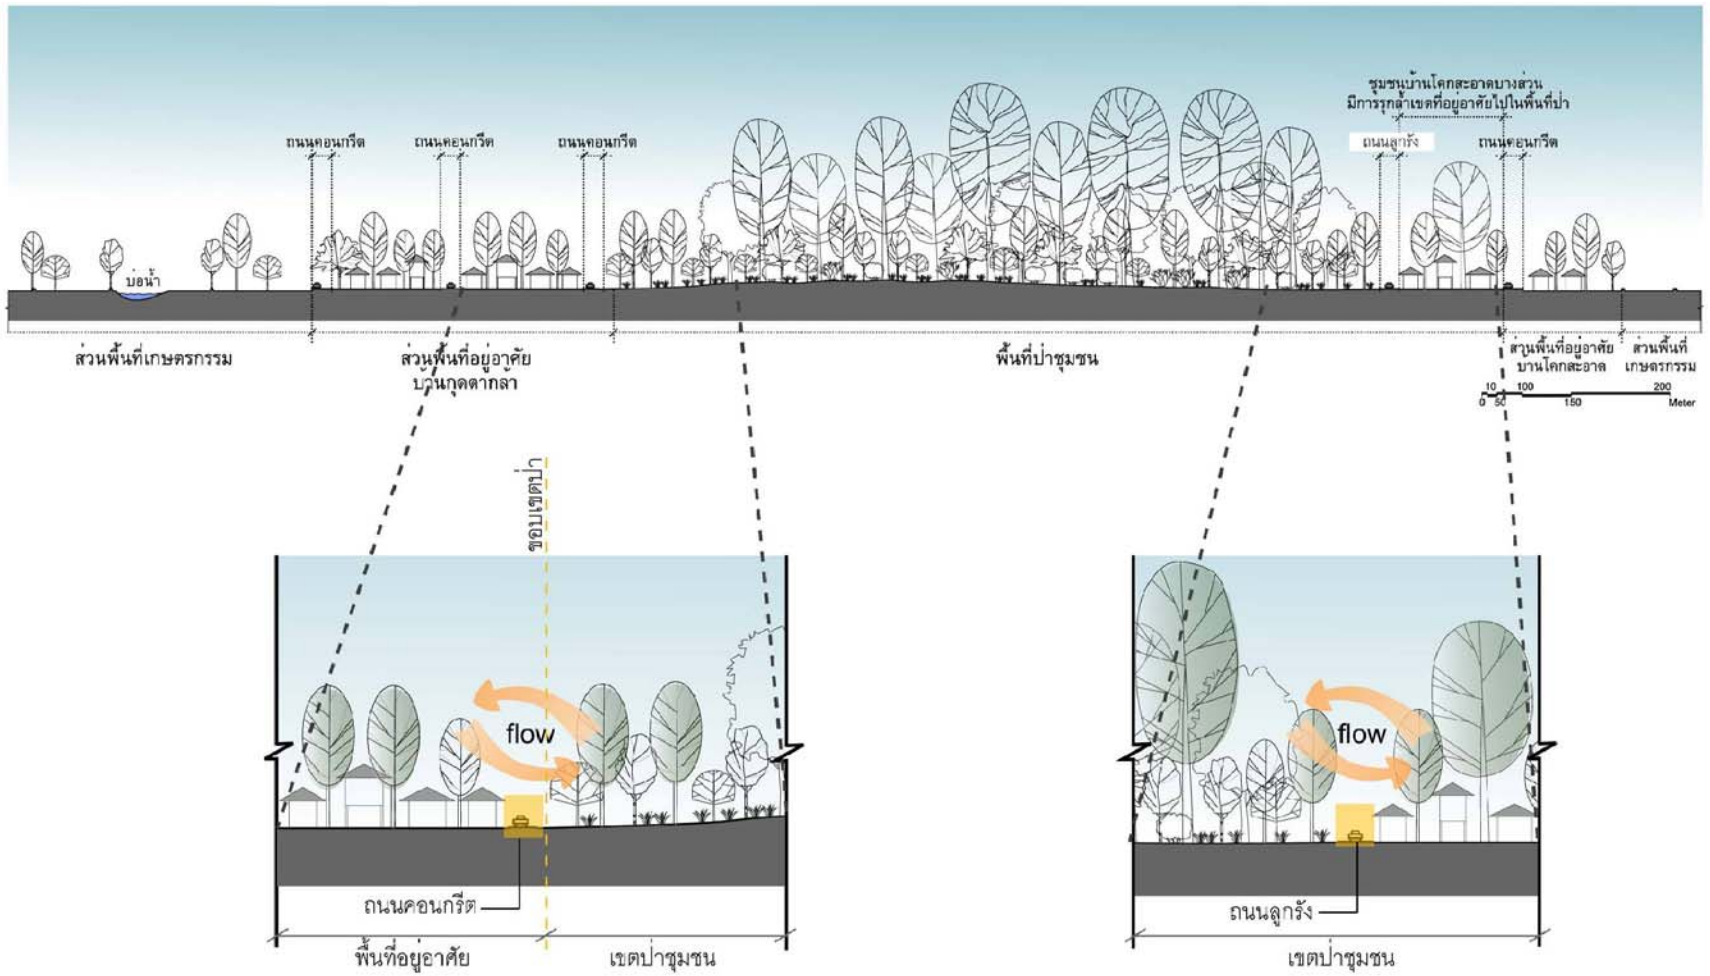 ชุมชนบ้านโคกสะอาดบางส่วน
มีการรุกล้ำเขตที่อยู่อาศัยไปในพื้นที่ป่า
ถนนคอนกรีต
ถนนคอนกรีต
ถนนคอนกรีต
ถนนลูกรัง
ถนนคอนกรีต
บ่อน้ำ
ส่วนพื้นที่เกษตรกรรม
ส่วนพื้นที่อยู่อาศัย
บ้านกุดตากล้า
พื้นที่ป่าชุมชน
ส่วนพื้นที่อยู่อาศัย
บ้านโคกสะอาด
ส่วนพื้นที่
เกษตรกรรม
10 100 200
0 50 150 Meter
ขอบเขตป่า
flow
flow
ถนนคอนกรีต
ถนนลูกรัง
พื้นที่อยู่อาศัย
เขตป่าชุมชน
เขตป่าชุมชน